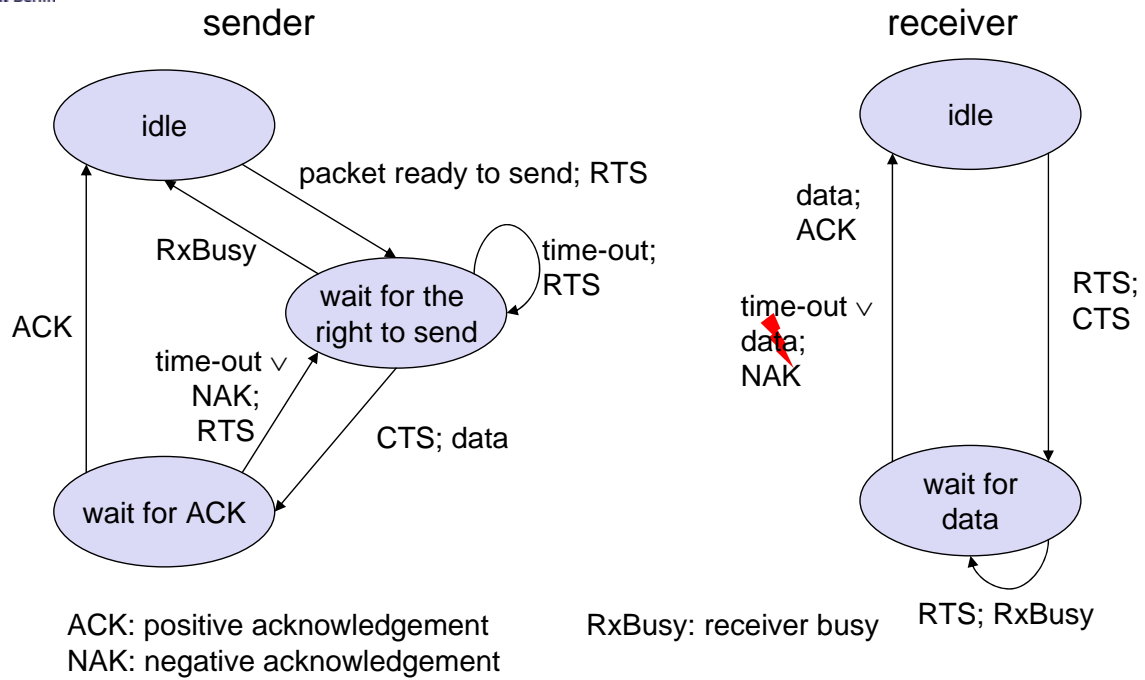 sender
receiver
idle
packet ready to send; RTS
RxBusy
time-out;
RTS
wait for the
right to send
ACK
time-out ∨
NAK;
RTS
CTS; data
wait for ACK
idle
data;
ACK
RTS;
CTS
time-out ∨
data;
NAK
wait for
data
RTS; RxBusy
ACK: positive acknowledgement
NAK: negative acknowledgement
RxBusy: receiver busy